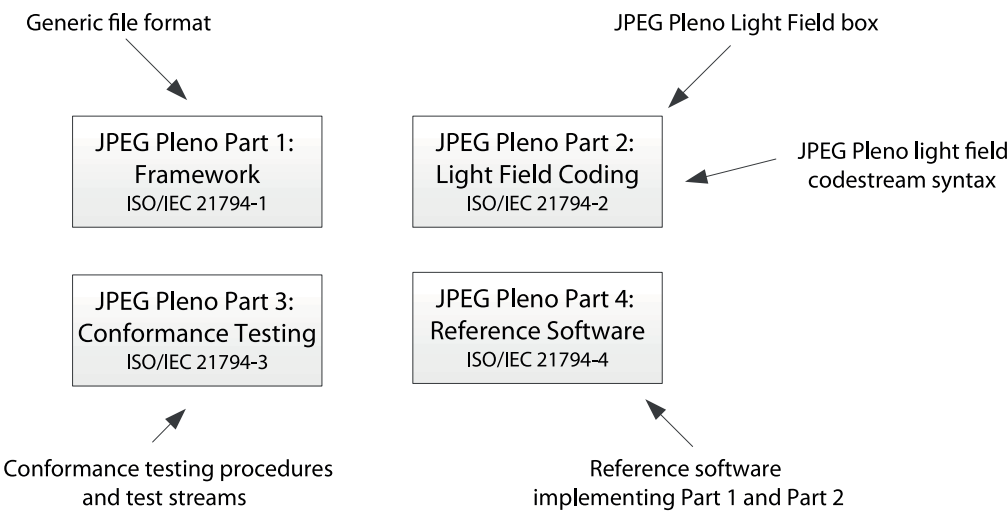 Generic file format
JPEG Pleno Light Field box
JPEG Pleno Part 1:
Framework
ISO/IEC 21794-1
JPEG Pleno Part 2:
Light Field Coding
ISO/IEC 21794-2
JPEG Pleno light field
codestream syntax
JPEG Pleno Part 3:
Conformance Testing
ISO/IEC 21794-3
JPEG Pleno Part 4:
Reference Software
ISO/IEC 21794-4
Conformance testing procedures
and test streams
Reference software
implementing Part 1 and Part 2